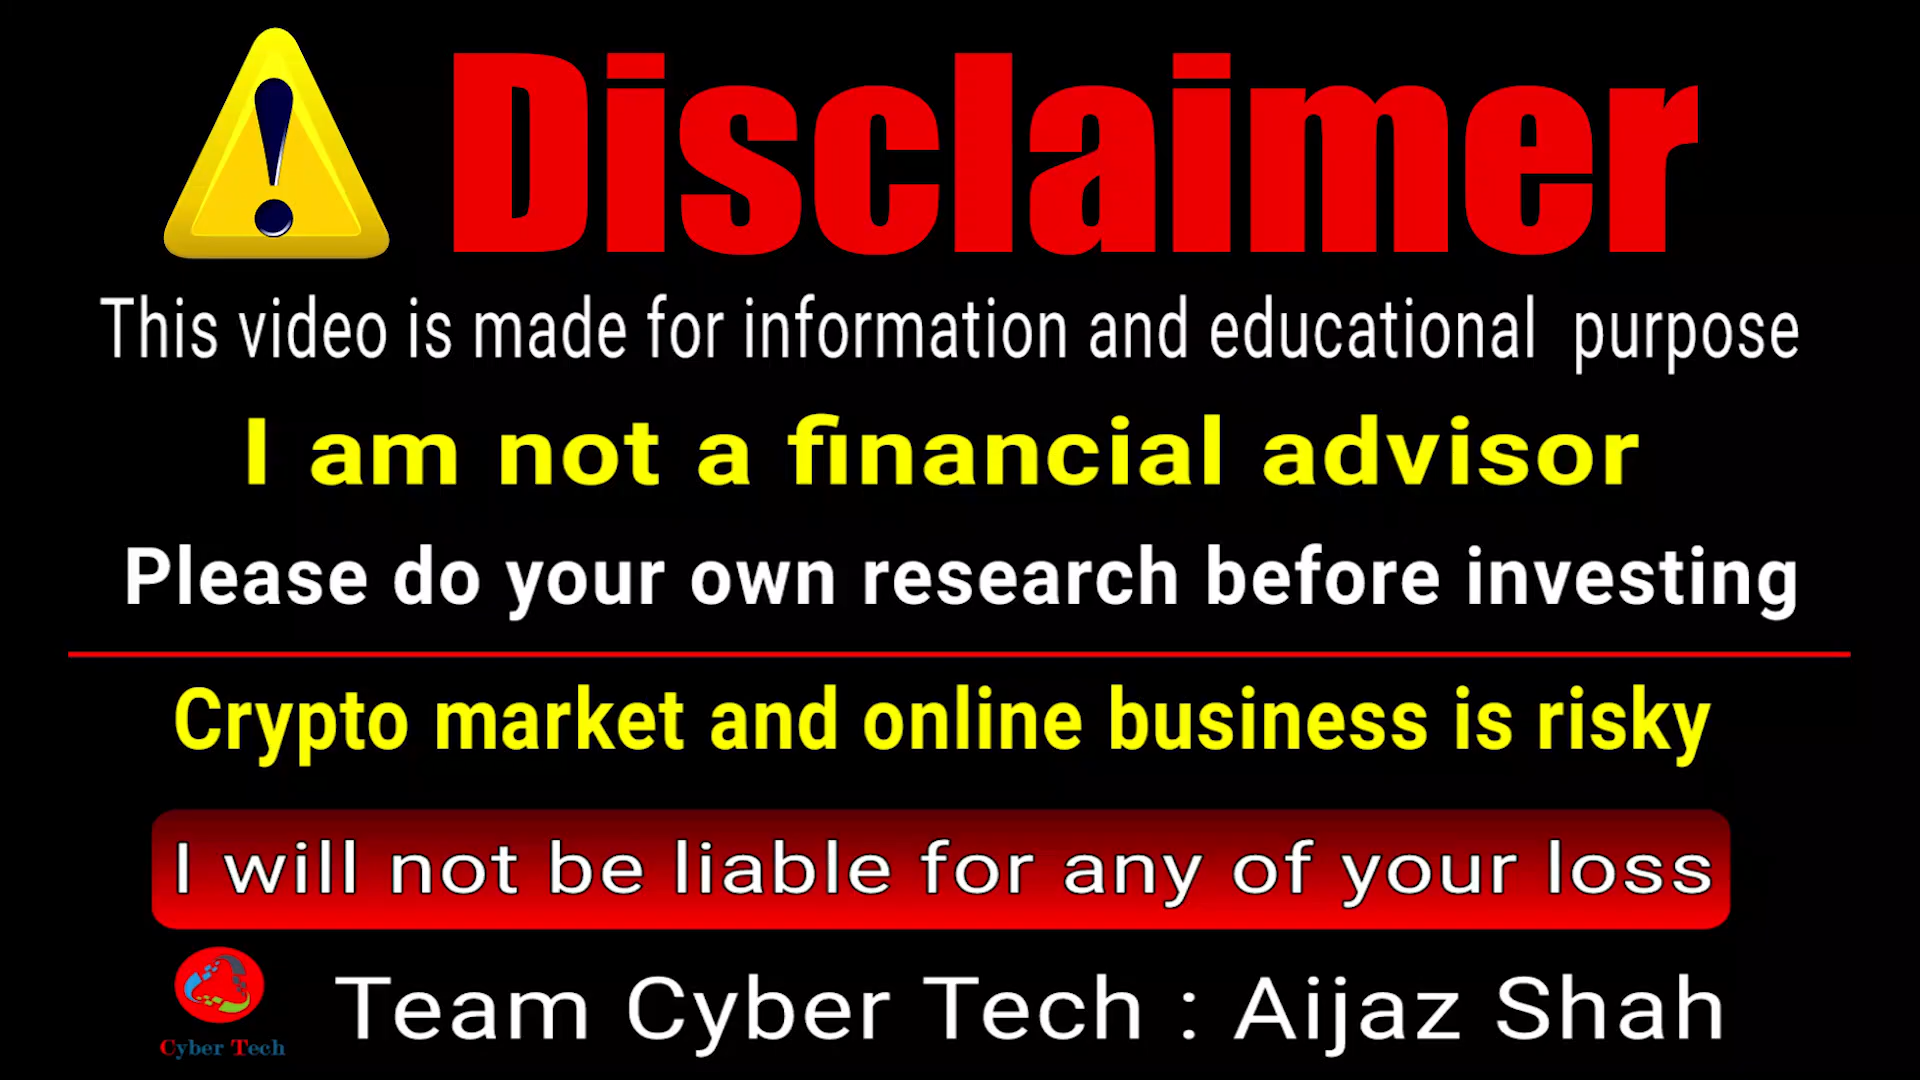 Disclaimer
This video is made for information and educational purpose
I am not a financial advisor
Please do your own research before investing
Crypto market and online business is risky
I will not be liable for any of your loss
Team Cyber Tech : Aijaz Shah
Cyber Tech